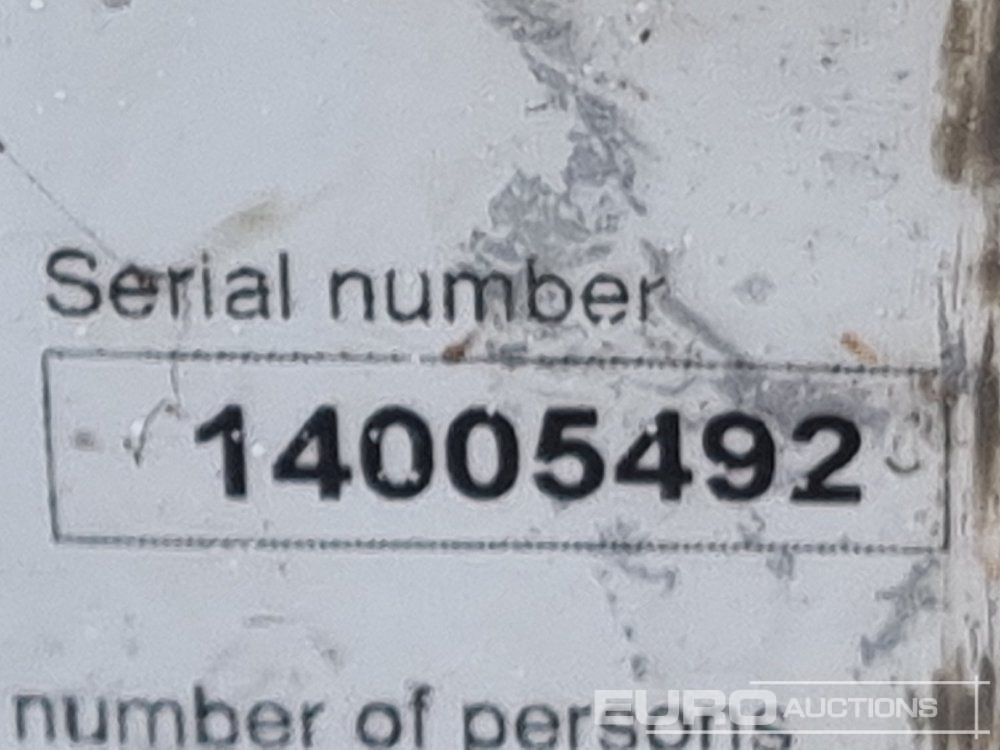 Serial number
14005492
number of persons
EURO AUCTIONS